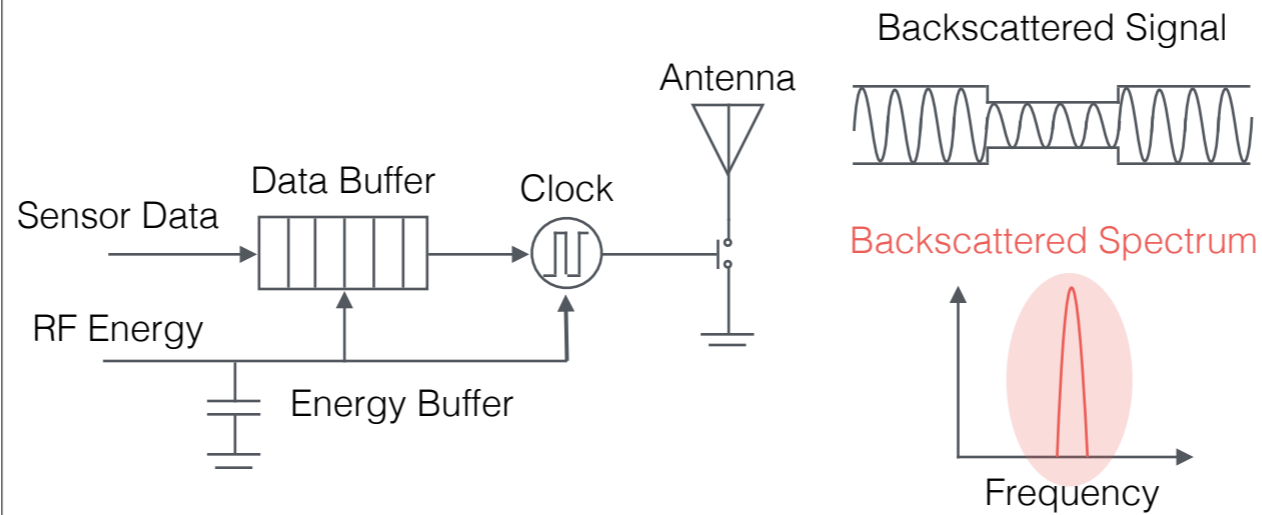 Backscattered Signal
Antenna
Data Buffer
Clock
Sensor Data
Backscattered Spectrum
RF Energy
Energy Buffer
Frequency